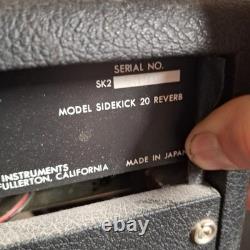 SERIAL NO.
SK2
MODEL SIDEKICK 20 REVERB
MADE IN JAPAN
INSTRUMENTS
FULLERTON, CALIFORNIA